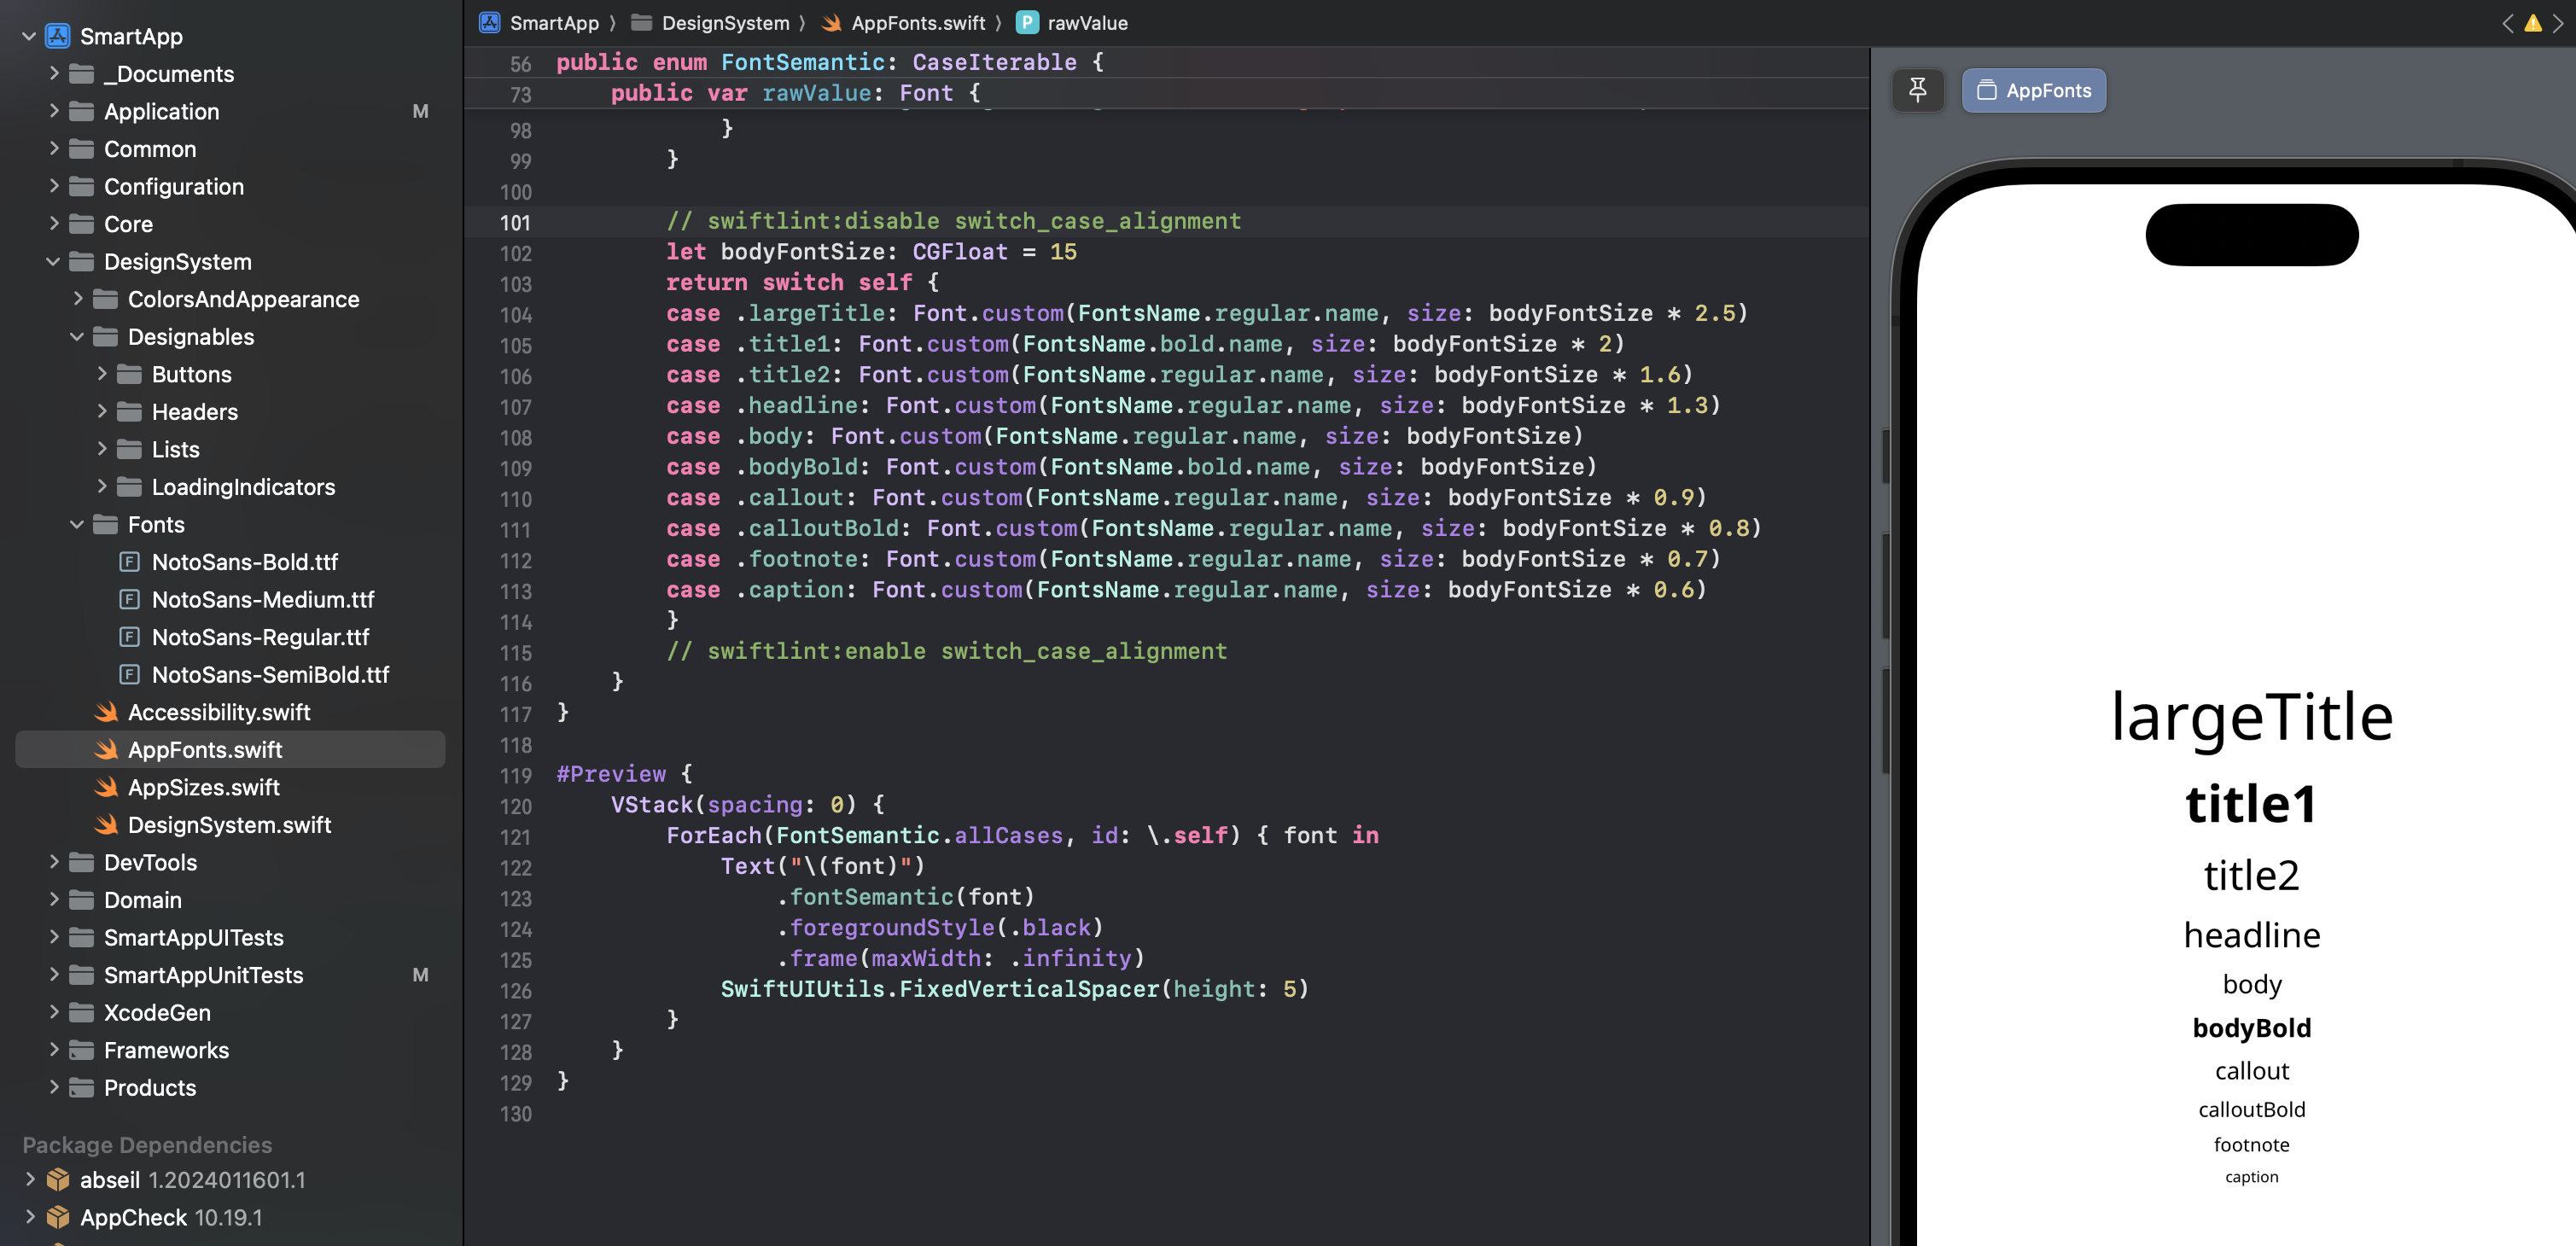 SmartApp
_Documents
Application M
Common
Configuration
Core
DesignSystem
ColorsAndAppearance
Designables
Buttons
Headers
Lists
LoadingIndicators
Fonts
F NotoSans-Bold.ttf
F NotoSans-Medium.ttf
F NotoSans-Regular.ttf
F NotoSans-SemiBold.ttf
Accessibility.swift
AppFonts.swift
AppSizes.swift
DesignSystem.swift
DevTools
Domain
SmartAppUITests
SmartAppUnitTests M
XcodeGen
Frameworks
Products
Package Dependencies
abseil 1.2024011601.1
AppCheck 10.19.1
SmartApp 〉 DesignSystem 〉 AppFonts.swift 〉 P rawValue
56 public enum FontSemantic: CaseIterable {
73 public var rawValue: Font {
98 }
99 }
100
101 // swiftlint:disable switch_case_alignment
102 let bodyFontSize: CGFloat = 15
103 return switch self {
104 case .largeTitle: Font.custom(FontsName.regular.name, size: bodyFontSize * 2.5)
105 case .title1: Font.custom(FontsName.bold.name, size: bodyFontSize * 2)
106 case .title2: Font.custom(FontsName.regular.name, size: bodyFontSize * 1.6)
107 case .headline: Font.custom(FontsName.regular.name, size: bodyFontSize * 1.3)
108 case .body: Font.custom(FontsName.regular.name, size: bodyFontSize)
109 case .bodyBold: Font.custom(FontsName.bold.name, size: bodyFontSize)
110 case .callout: Font.custom(FontsName.regular.name, size: bodyFontSize * 0.9)
111 case .calloutBold: Font.custom(FontsName.regular.name, size: bodyFontSize * 0.8)
112 case .footnote: Font.custom(FontsName.regular.name, size: bodyFontSize * 0.7)
113 case .caption: Font.custom(FontsName.regular.name, size: bodyFontSize * 0.6)
114 }
115 // swiftlint:enable switch_case_alignment
116 }
117 }
118
119 #Preview {
120 VStack(spacing: 0) {
121 ForEach(FontSemantic.allCases, id: \.self) { font in
122 Text("\(font)")
123 .fontSemantic(font)
124 .foregroundStyle(.black)
125 .frame(maxWidth: .infinity)
126 SwiftUIUtils.FixedVerticalSpacer(height: 5)
127 }
128 }
129 }
130
AppFonts
largeTitle
title1
title2
headline
body
bodyBold
callout
calloutBold
footnote
caption